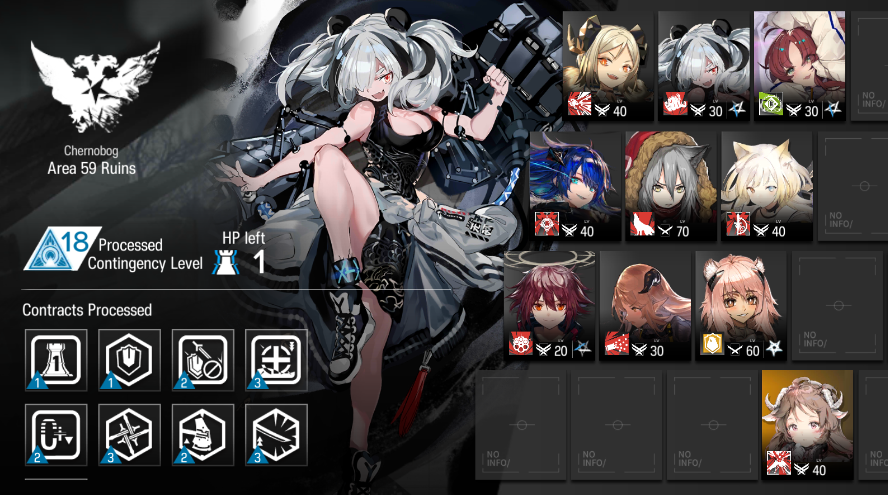 Chernobog
Area 59 Ruins
18
Processed
Contingency Level
HP left
1
Contracts Processed
1
1
2
3
2
3
2
3
LV
40
LV
30
LV
30
NO
INFO/
LV
40
LV
70
LV
40
NO
INFO/
LV
20
LV
30
LV
60
NO
INFO/
NO
INFO/
NO
INFO/
NO
INFO/
LV
40
NO
INFO/